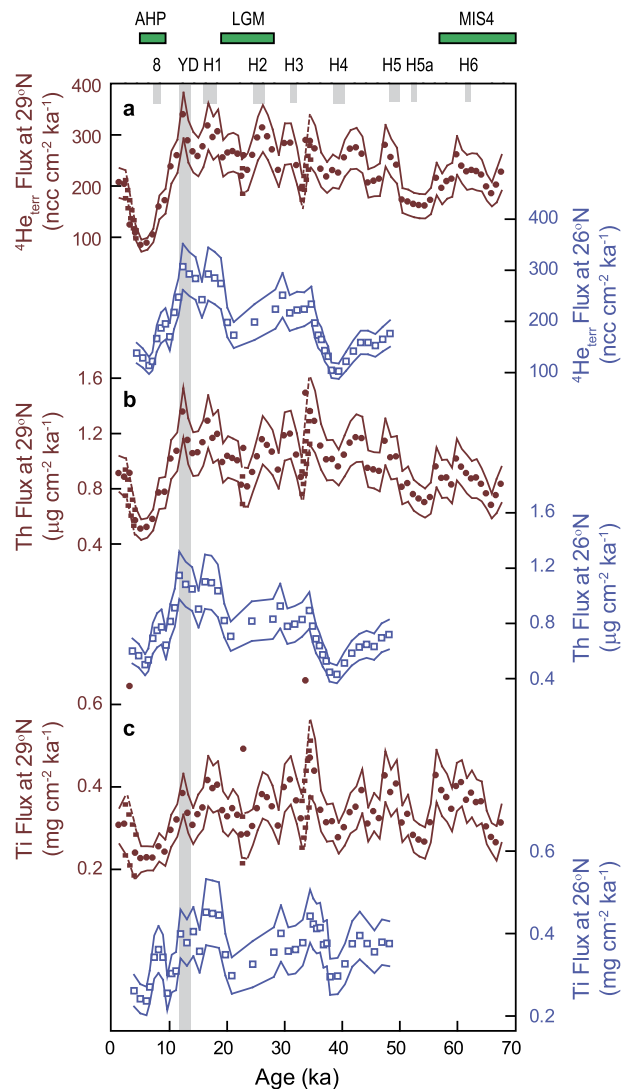 AHP LGM MIS4
8 YD H1 H2 H3 H4 H5 H5a H6
a
400
300
200
100
⁴Heterr Flux at 29°N
(ncc cm⁻² ka⁻¹)
400
300
200
100
⁴Heterr Flux at 26°N
(ncc cm⁻² ka⁻¹)
b
1.6
1.2
0.8
0.4
Th Flux at 29°N
(µg cm⁻² ka⁻¹)
1.6
1.2
0.8
0.4
Th Flux at 26°N
(µg cm⁻² ka⁻¹)
c
0.6
0.4
0.2
Ti Flux at 29°N
(mg cm⁻² ka⁻¹)
0.6
0.4
0.2
Ti Flux at 26°N
(mg cm⁻² ka⁻¹)
0 10 20 30 40 50 60 70
Age (ka)